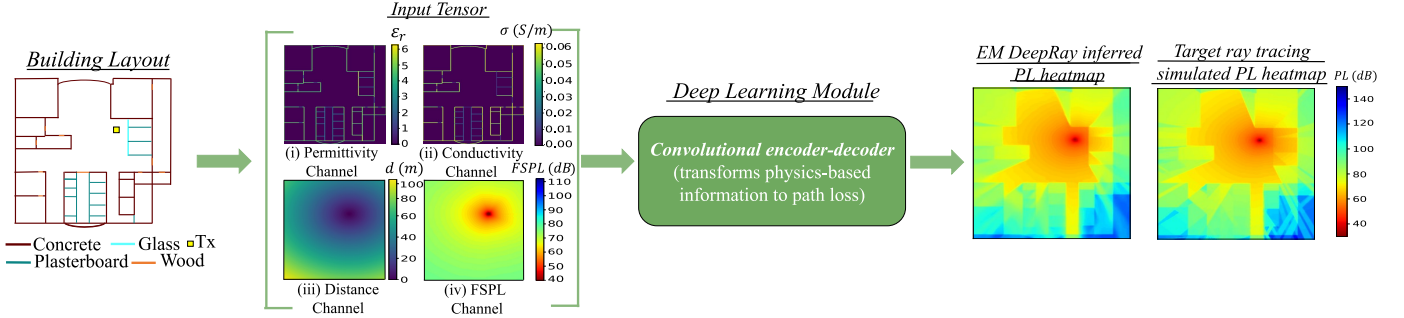 Building Layout
Concrete
Glass
Tx
Plasterboard
Wood
Input Tensor
εr
6
5
4
3
2
1
0
(i) Permittivity
Channel
σ (S/m)
0.06
0.05
0.04
0.03
0.02
0.01
0.00
(ii) Conductivity
Channel
d (m)
100
80
60
40
20
0
(iii) Distance
Channel
FSPL (dB)
110
100
90
80
70
60
50
40
(iv) FSPL
Channel
Deep Learning Module
Convolutional encoder-decoder
(transforms physics-based
information to path loss)
EM DeepRay inferred
PL heatmap
Target ray tracing
simulated PL heatmap
PL (dB)
140
120
100
80
60
40